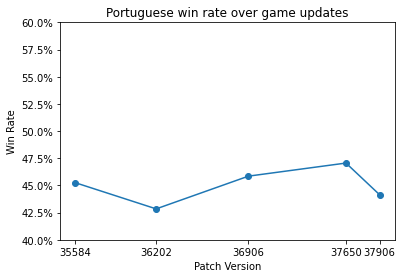 Portuguese win rate over game updates
60.0%
57.5%
55.0%
52.5%
50.0%
47.5%
45.0%
42.5%
40.0%
Win Rate
35584 36202 36906 37650 37906
Patch Version